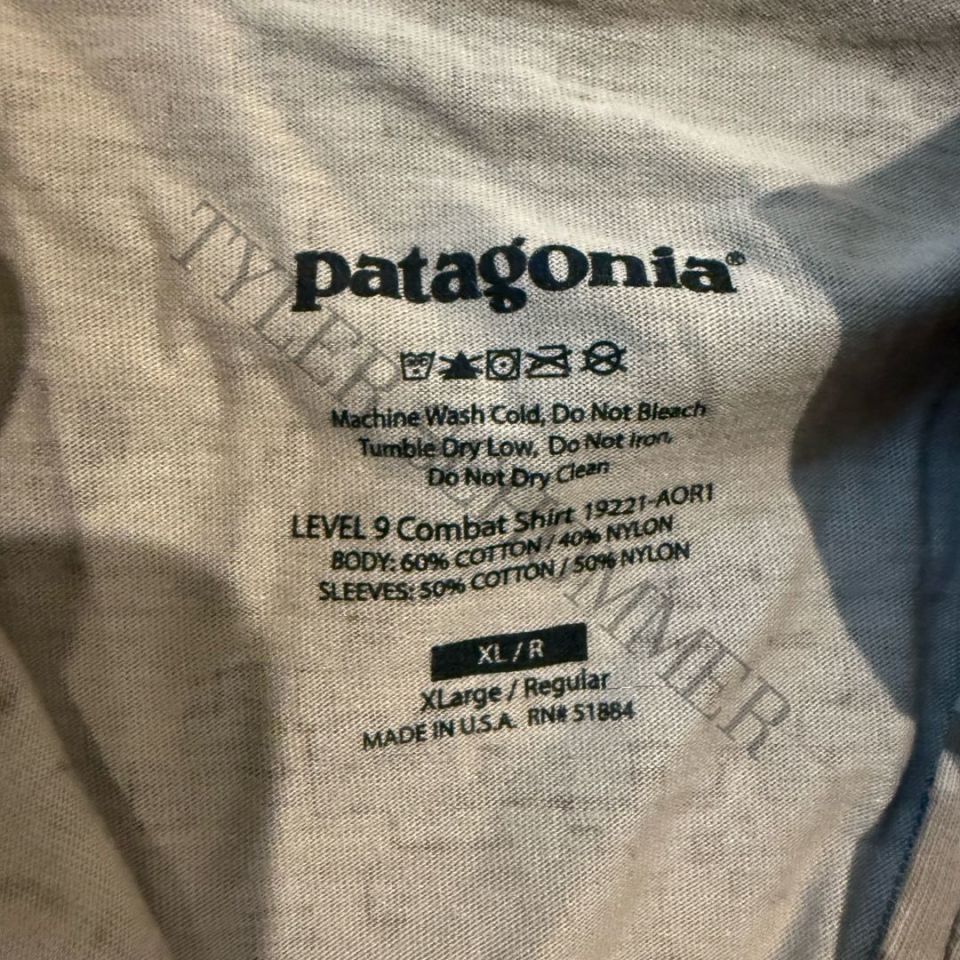 patagonia®
Machine Wash Cold, Do Not Bleach
Tumble Dry Low, Do Not Iron,
Do Not Dry Clean
LEVEL 9 Combat Shirt 19221-AOR1
BODY: 60% COTTON / 40% NYLON
SLEEVES: 50% COTTON / 50% NYLON
XL / R
XLarge / Regular
MADE IN U.S.A. RN# 51884
TYLER